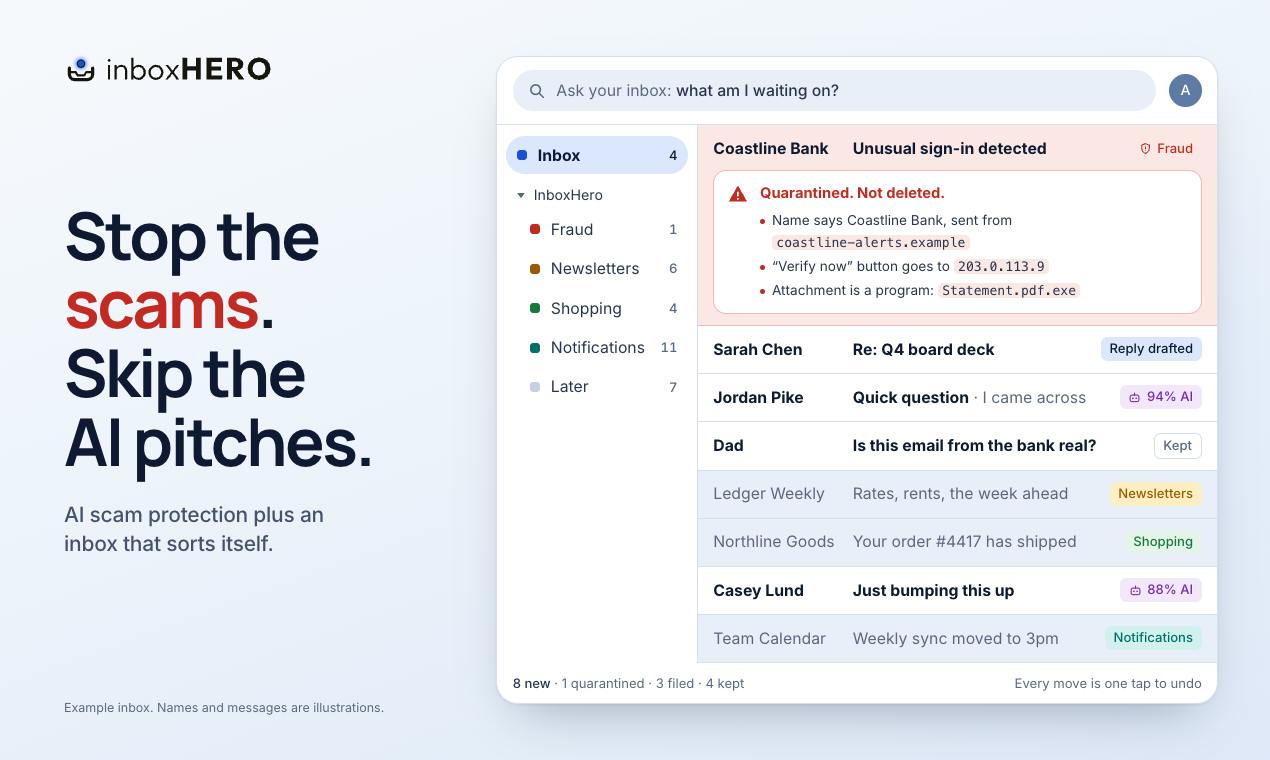 inboxHERO
Stop the
scams.
Skip the
AI pitches.
AI scam protection plus an
inbox that sorts itself.
Example inbox. Names and messages are illustrations.
Ask your inbox: what am I waiting on?
A
Inbox 4
InboxHero
Fraud 1
Newsletters 6
Shopping 4
Notifications 11
Later 7
Coastline Bank Unusual sign-in detected Fraud
Quarantined. Not deleted.
Name says Coastline Bank, sent from
coastline-alerts.example
“Verify now” button goes to 203.0.113.9
Attachment is a program: Statement.pdf.exe
Sarah Chen Re: Q4 board deck Reply drafted
Jordan Pike Quick question · I came across 94% AI
Dad Is this email from the bank real? Kept
Ledger Weekly Rates, rents, the week ahead Newsletters
Northline Goods Your order #4417 has shipped Shopping
Casey Lund Just bumping this up 88% AI
Team Calendar Weekly sync moved to 3pm Notifications
8 new · 1 quarantined · 3 filed · 4 kept Every move is one tap to undo